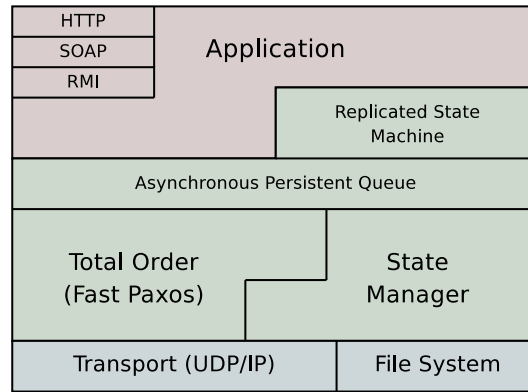 HTTP
SOAP
RMI
Application
Replicated State
Machine
Asynchronous Persistent Queue
Total Order
(Fast Paxos)
State
Manager
Transport (UDP/IP)
File System